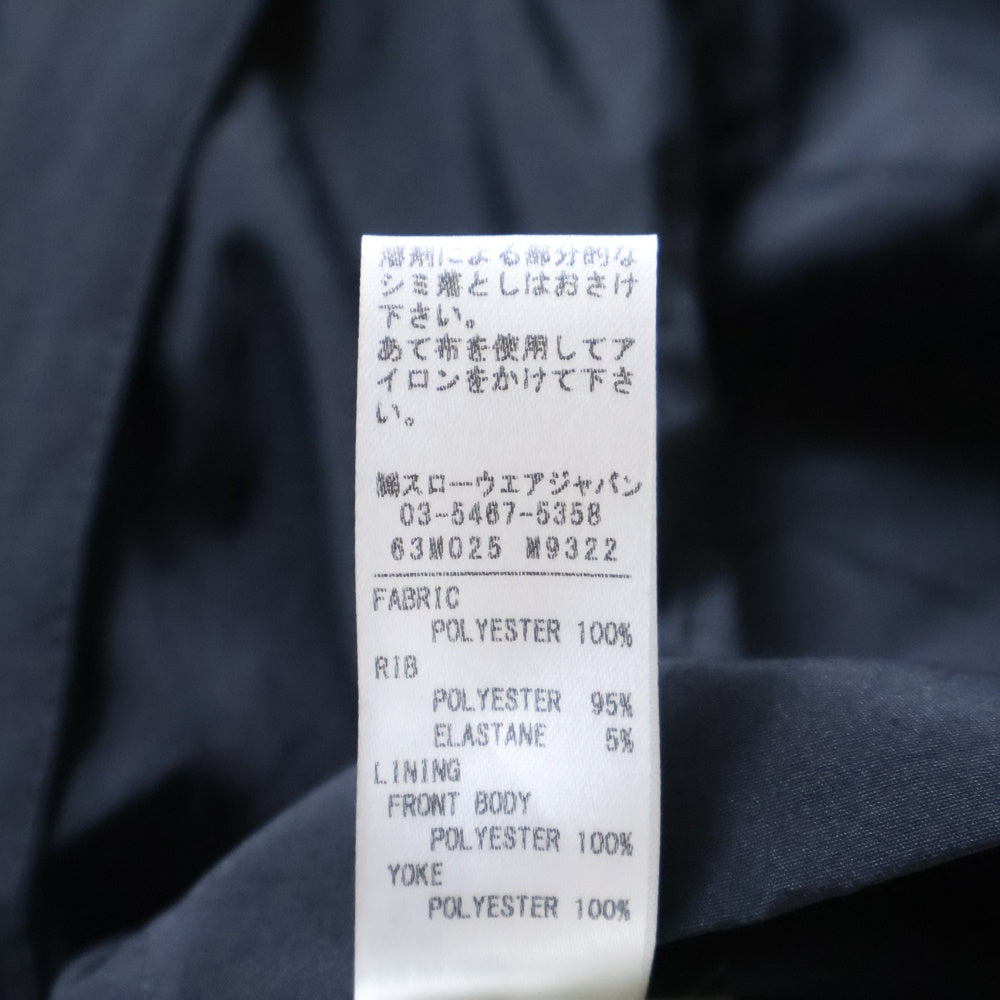 溶剤による部分的な
シミ落としはおさけ
下さい。
あて布を使用してア
イロンをかけて下さ
い。
㈱スローウェアジャパン
03-5467-5358
63M025 M9322
FABRIC
POLYESTER 100%
RIB
POLYESTER 95%
ELASTANE 5%
LINING
FRONT BODY
POLYESTER 100%
YOKE
POLYESTER 100%